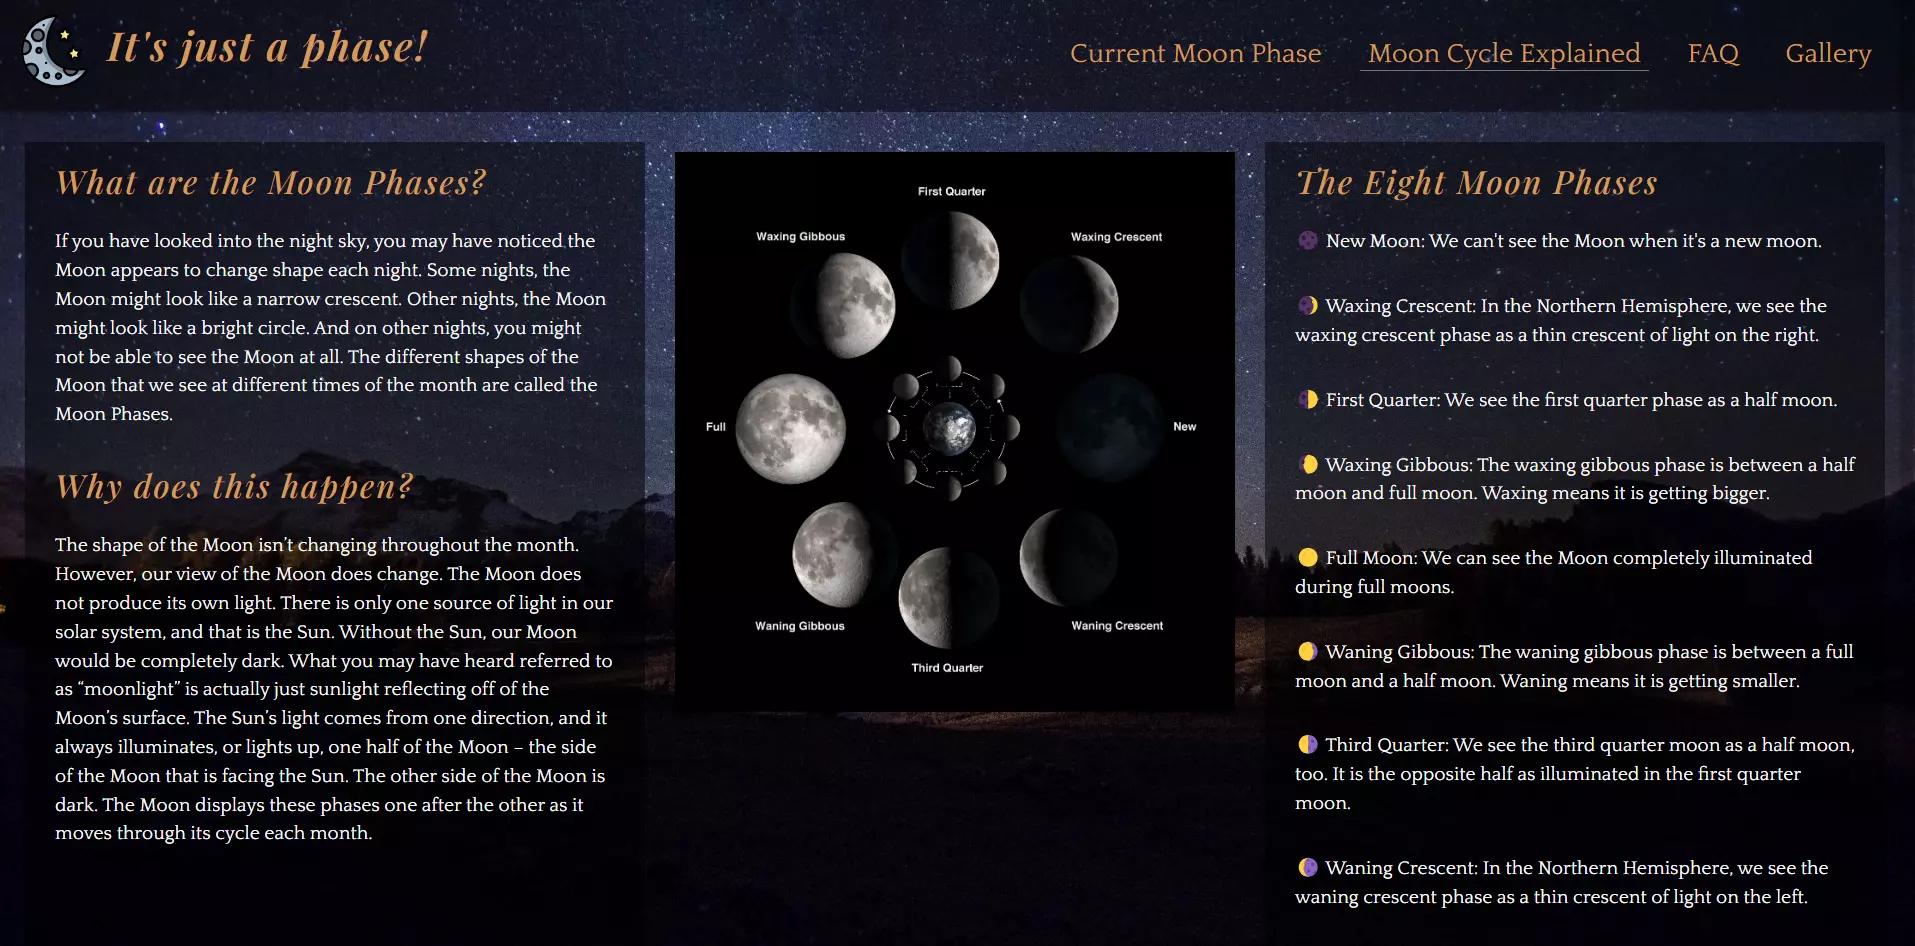 It's just a phase!
Current Moon Phase
Moon Cycle Explained
FAQ
Gallery
What are the Moon Phases?
If you have looked into the night sky, you may have noticed the
Moon appears to change shape each night. Some nights, the
Moon might look like a narrow crescent. Other nights, the Moon
might look like a bright circle. And on other nights, you might
not be able to see the Moon at all. The different shapes of the
Moon that we see at different times of the month are called the
Moon Phases.
Why does this happen?
The shape of the Moon isn’t changing throughout the month.
However, our view of the Moon does change. The Moon does
not produce its own light. There is only one source of light in our
solar system, and that is the Sun. Without the Sun, our Moon
would be completely dark. What you may have heard referred to
as “moonlight” is actually just sunlight reflecting off of the
Moon’s surface. The Sun’s light comes from one direction, and it
always illuminates, or lights up, one half of the Moon – the side
of the Moon that is facing the Sun. The other side of the Moon is
dark. The Moon displays these phases one after the other as it
moves through its cycle each month.
First Quarter
Waxing Gibbous
Waxing Crescent
Full
New
Waning Gibbous
Waning Crescent
Third Quarter
The Eight Moon Phases
New Moon: We can't see the Moon when it's a new moon.
Waxing Crescent: In the Northern Hemisphere, we see the
waxing crescent phase as a thin crescent of light on the right.
First Quarter: We see the first quarter phase as a half moon.
Waxing Gibbous: The waxing gibbous phase is between a half
moon and full moon. Waxing means it is getting bigger.
Full Moon: We can see the Moon completely illuminated
during full moons.
Waning Gibbous: The waning gibbous phase is between a full
moon and a half moon. Waning means it is getting smaller.
Third Quarter: We see the third quarter moon as a half moon,
too. It is the opposite half as illuminated in the first quarter
moon.
Waning Crescent: In the Northern Hemisphere, we see the
waning crescent phase as a thin crescent of light on the left.